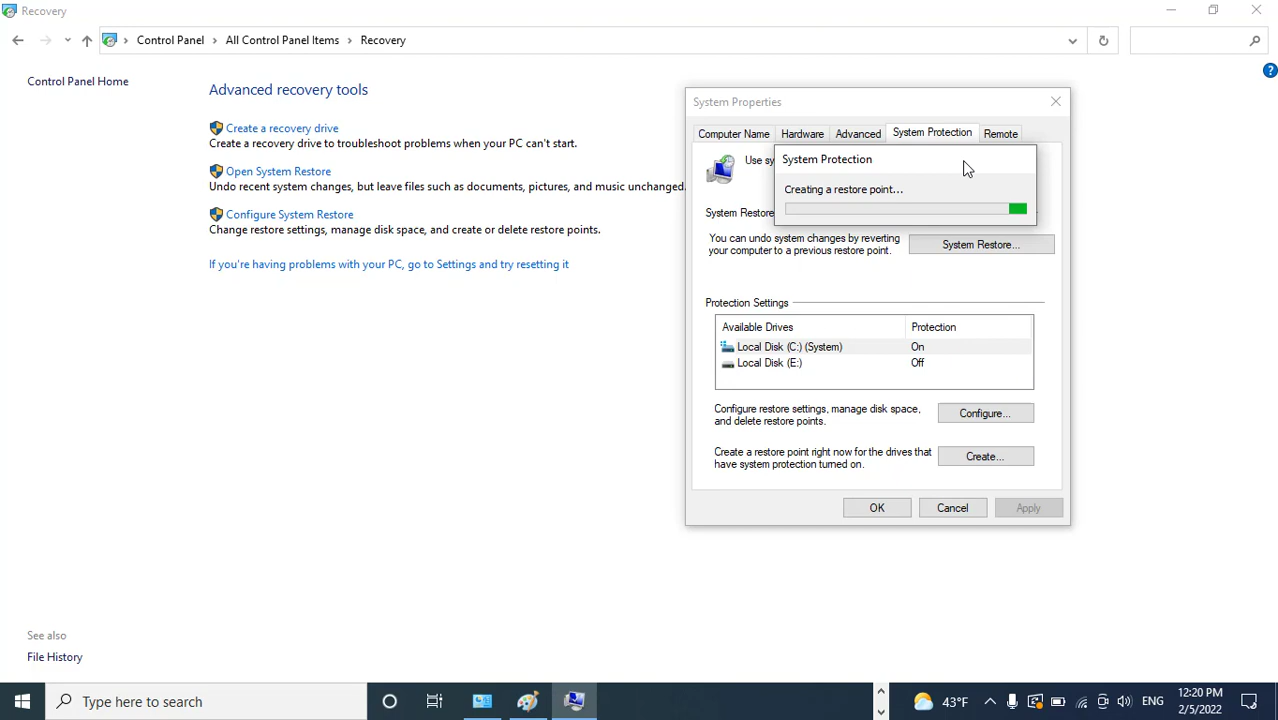 Recovery
Control Panel > All Control Panel Items > Recovery
Control Panel Home
Advanced recovery tools
Create a recovery drive
Create a recovery drive to troubleshoot problems when your PC can't start.
Open System Restore
Undo recent system changes, but leave files such as documents, pictures, and music unchanged.
Configure System Restore
Change restore settings, manage disk space, and create or delete restore points.
If you're having problems with your PC, go to Settings and try resetting it
See also
File History
System Properties
Computer Name
Hardware
Advanced
System Protection
Remote
Use sy
System Protection
Creating a restore point...
System Restore
You can undo system changes by reverting
your computer to a previous restore point.
System Restore...
Protection Settings
Available Drives
Protection
Local Disk (C:) (System)
On
Local Disk (E:)
Off
Configure restore settings, manage disk space,
and delete restore points.
Configure...
Create a restore point right now for the drives that
have system protection turned on.
Create...
OK
Cancel
Apply
Type here to search
43°F
ENG
12:20 PM
2/5/2022